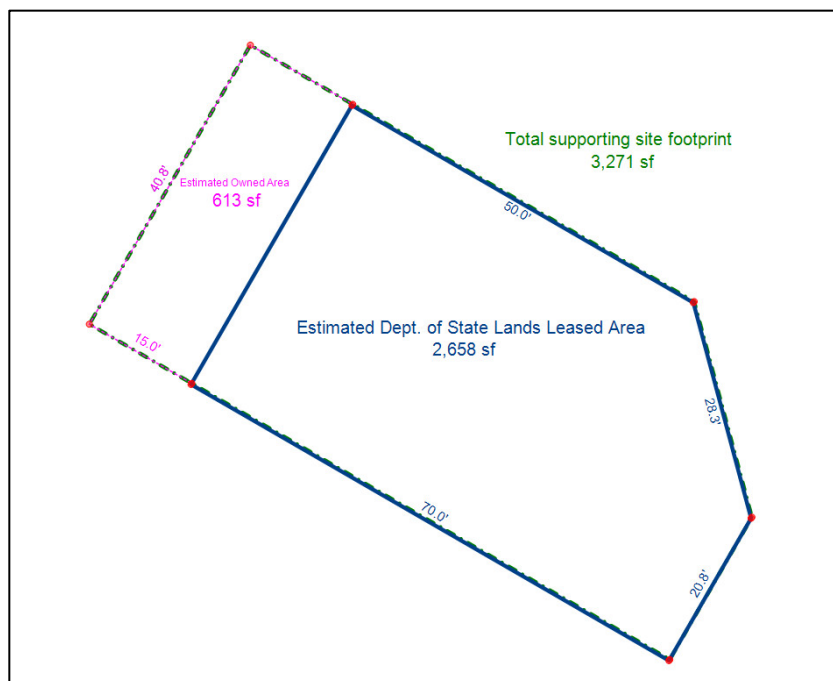 Total supporting site footprint
3,271 sf
40.8'
Estimated Owned Area
613 sf
50.0'
Estimated Dept. of State Lands Leased Area
2,658 sf
15.0'
28.3'
70.0'
20.8'